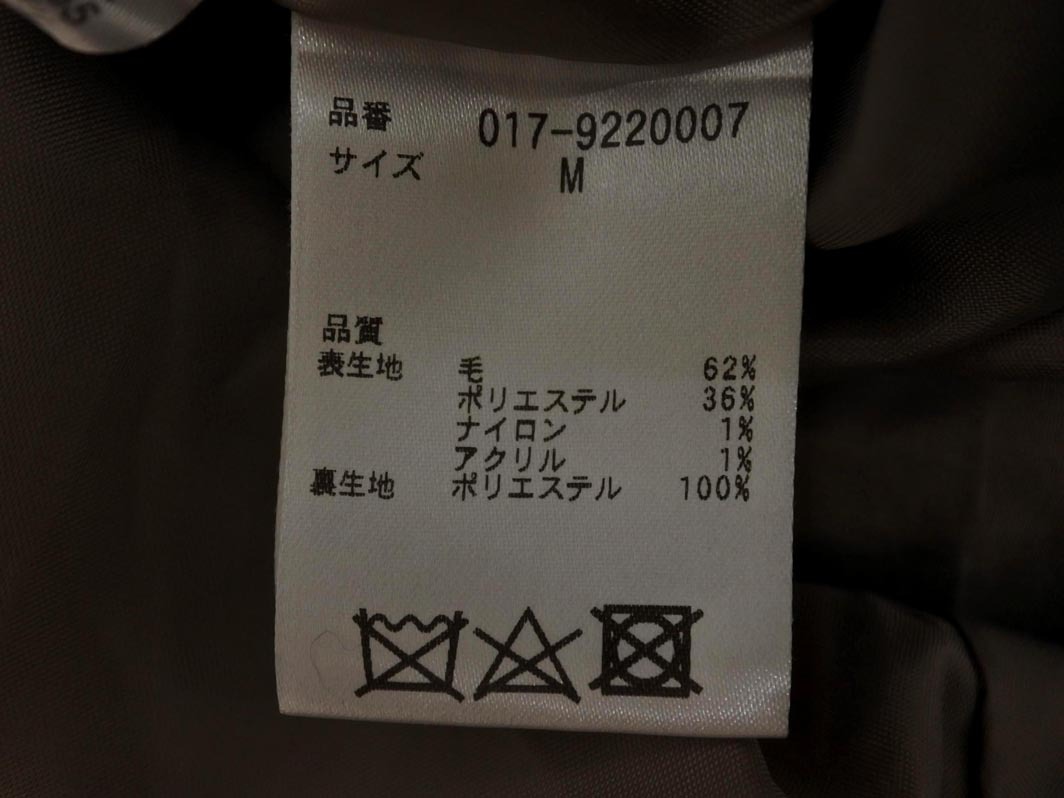 品番 017-9220007
サイズ M
品質
表生地 毛 62%
ポリエステル 36%
ナイロン 1%
アクリル 1%
裏生地 ポリエステル 100%